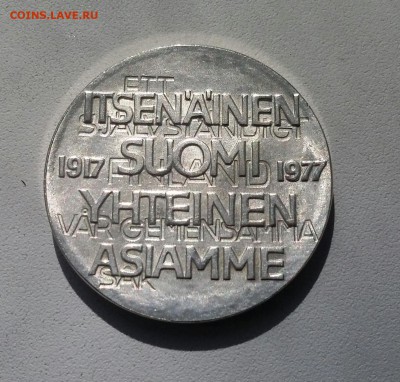 COINS.LAVE.RU
ETT
ITSENÄINEN
SJÄLVSTÄNDIGT
1917 SUOMI 1977
FINLAND
YHTEINEN
VÅR GEMENSAMMA
ASIAMME
SAK